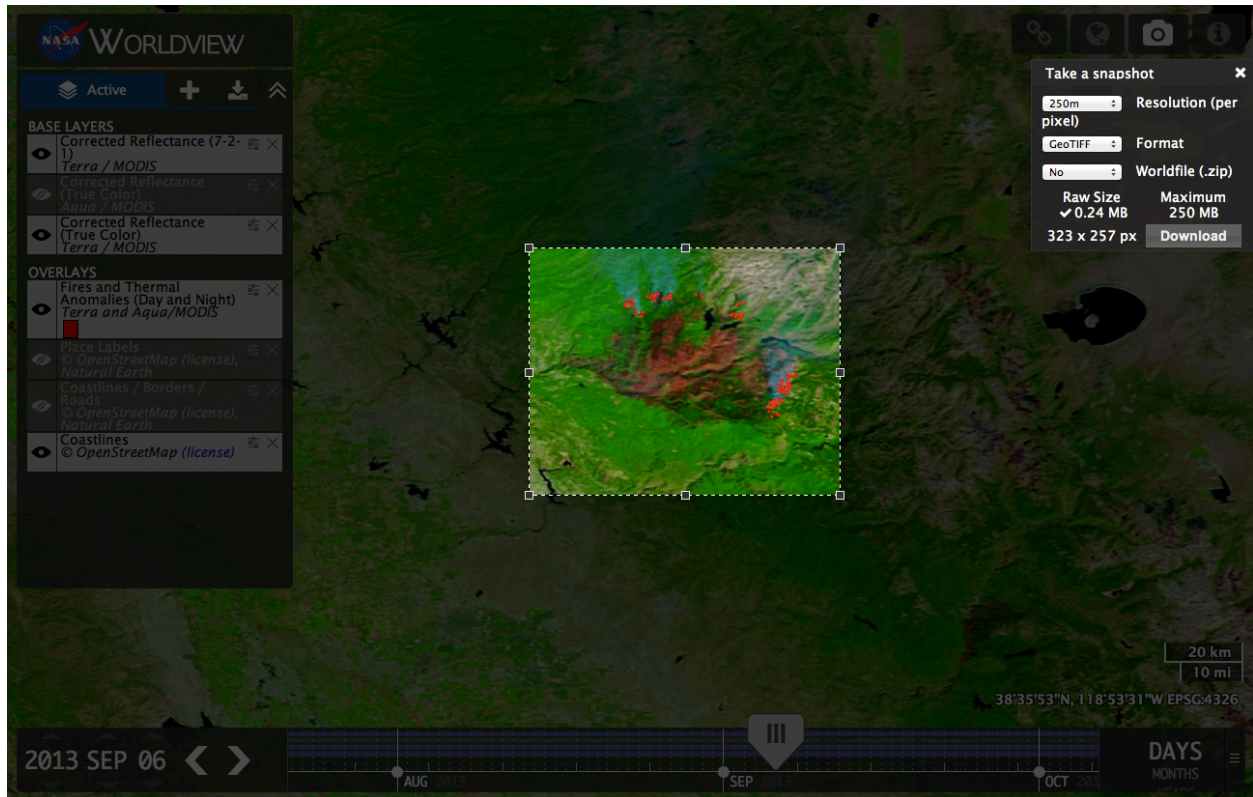 NASA WORLDVIEW
Active
BASE LAYERS
Corrected Reflectance (7-2-
1)
Terra / MODIS
Corrected Reflectance
(True Color)
Aqua / MODIS
Corrected Reflectance
(True Color)
Terra / MODIS
OVERLAYS
Fires and Thermal
Anomalies (Day and Night)
Terra and Aqua/MODIS
Place Labels
© OpenStreetMap (license),
Natural Earth
Coastlines / Borders /
Roads
© OpenStreetMap (license),
Natural Earth
Coastlines
© OpenStreetMap (license)
Take a snapshot
250m Resolution (per
pixel)
GeoTIFF Format
No Worldfile (.zip)
Raw Size Maximum
0.24 MB 250 MB
323 x 257 px Download
20 km
10 mi
38°35'53"N, 118°53'31"W EPSG:4326
2013 SEP 06
AUG 2013
SEP 2013
OCT 201
DAYS
MONTHS
YEARS